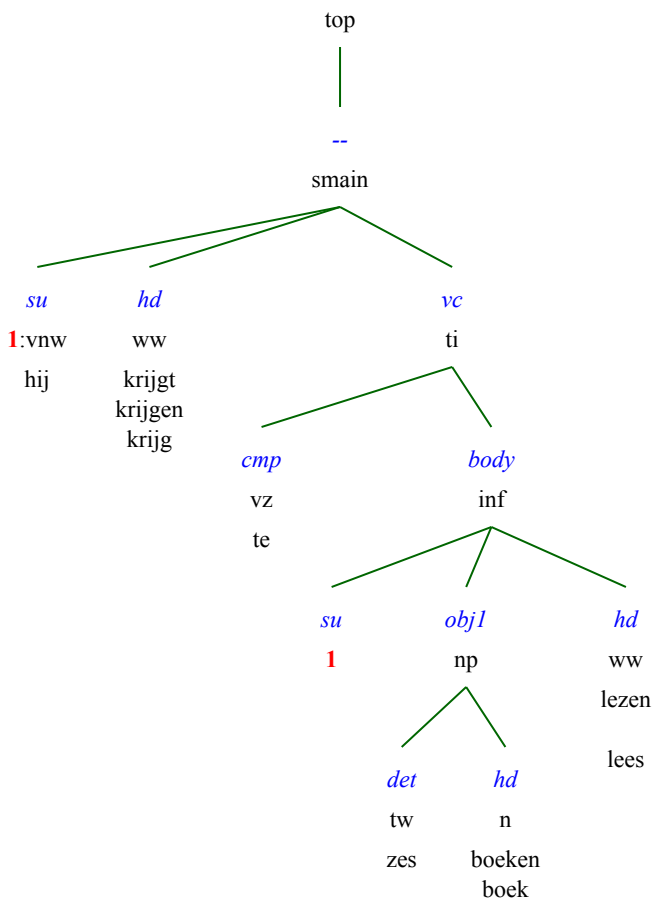 top
--
smain
su hd vc
1:vnw ww ti
hij krijgt
krijgen
krijg
cmp body
vz inf
te
su obj1 hd
1 np ww
lezen
lees
det hd
tw n
zes boeken
boek